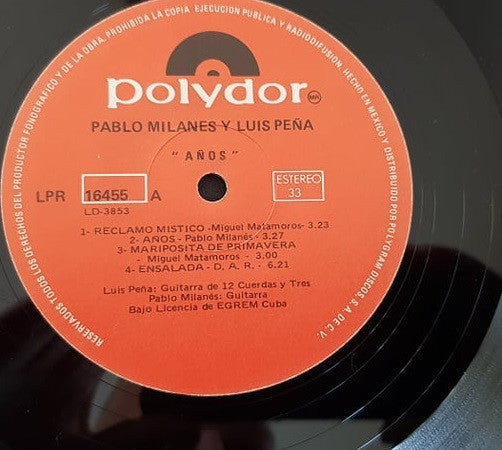 RESERVADOS TODOS LOS DERECHOS DEL PRODUCTOR FONOGRAFICO Y DE LA OBRA. PROHIBIDA LA COPIA EJECUCION PUBLICA Y RADIODIFUSION. HECHO EN MEXICO Y DISTRIBUIDO POR POLYGRAM DISCOS S.A. DE C.V.
polydor MR
PABLO MILANES Y LUIS PEÑA
"AÑOS"
LPR 16455 A
ESTEREO
33
LD-3853
1- RECLAMO MISTICO -Miguel Matamoros- 3.23
2- AÑOS - Pablo Milanés - 3.27
3- MARIPOSITA DE PRIMAVERA
- Miguel Matamoros - 3.00
4- ENSALADA - D. A. R. - 6.21
Luis Peña: Guitarra de 12 Cuerdas y Tres
Pablo Milanés: Guitarra
Bajo Licencia de EGREM Cuba